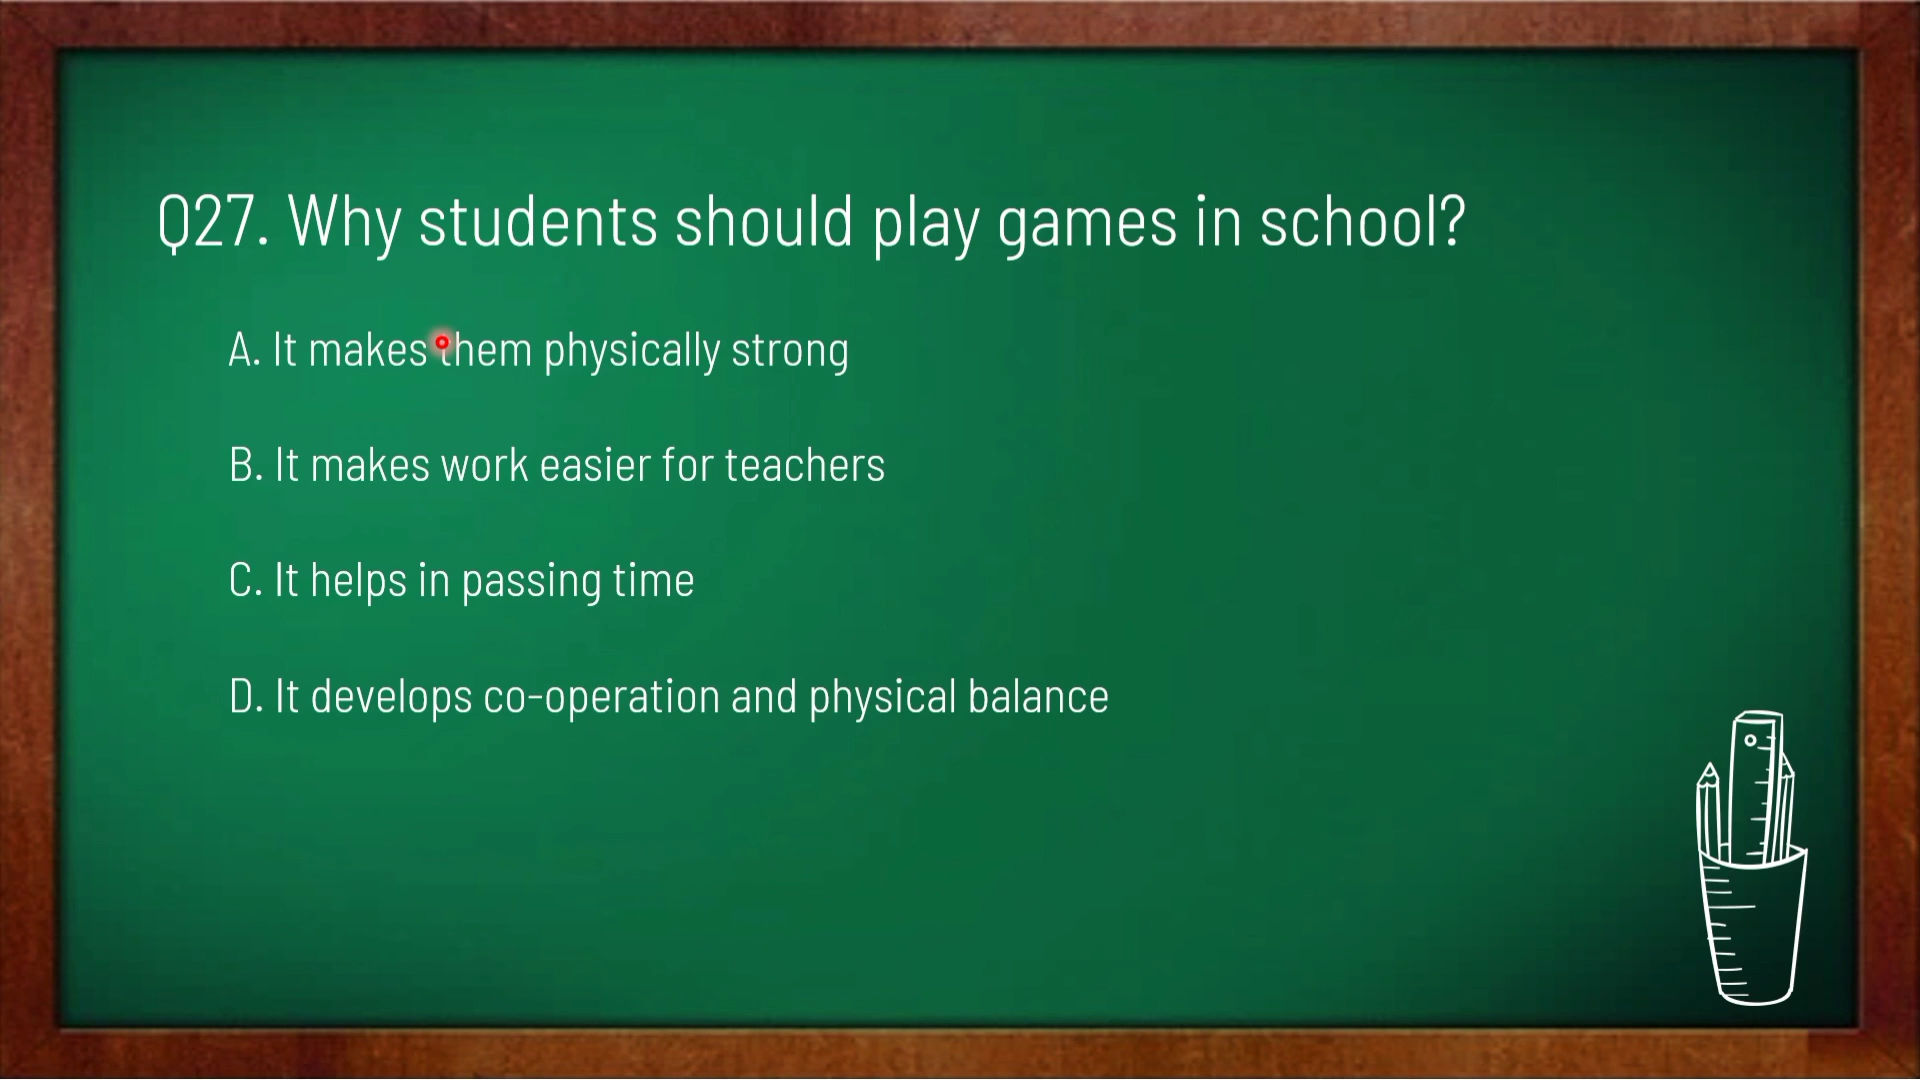 Q27. Why students should play games in school?
A. It makes them physically strong
B. It makes work easier for teachers
C. It helps in passing time
D. It develops co-operation and physical balance